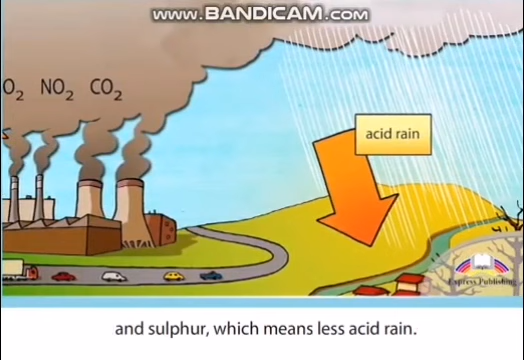 www.BANDICAM.com
O₂ NO₂ CO₂
acid rain
Express Publishing
and sulphur, which means less acid rain.